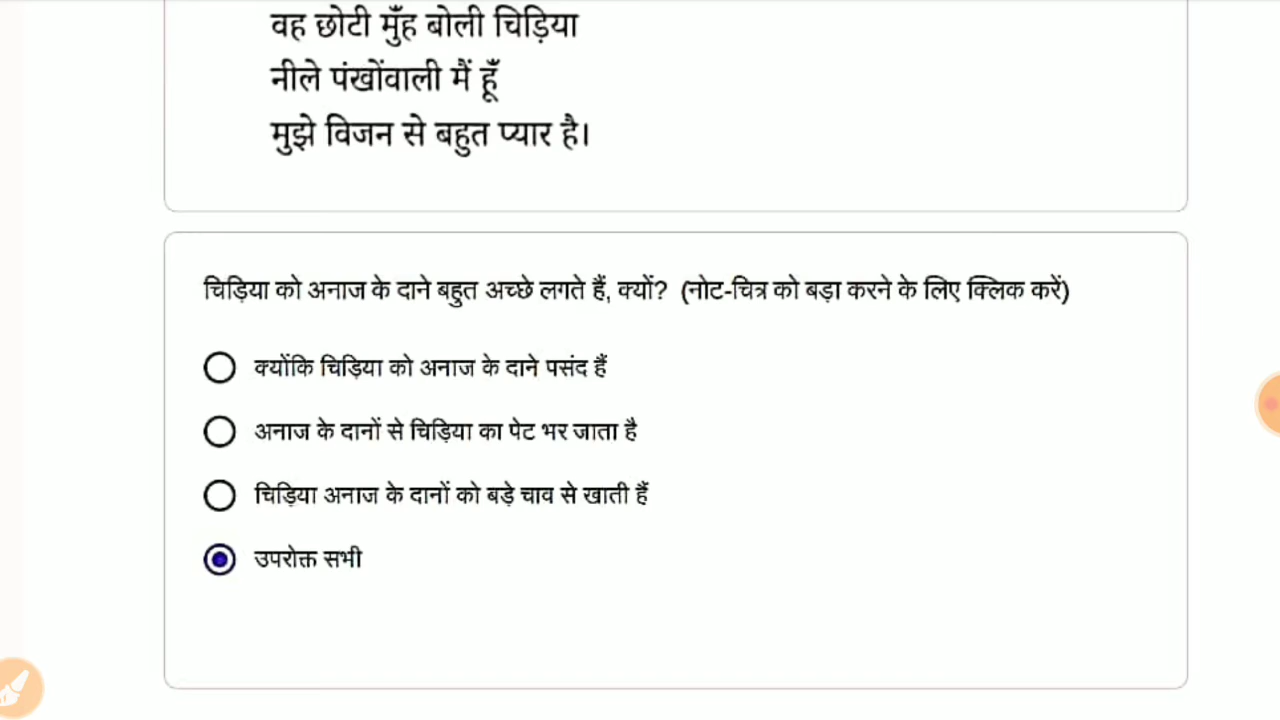 वह छोटी मुँह बोली चिड़िया
नीले पंखोंवाली मैं हूँ
मुझे विजन से बहुत प्यार है।
चिड़िया को अनाज के दाने बहुत अच्छे लगते हैं, क्यों? (नोट-चित्र को बड़ा करने के लिए क्लिक करें)
क्योंकि चिड़िया को अनाज के दाने पसंद हैं
अनाज के दानों से चिड़िया का पेट भर जाता है
चिड़िया अनाज के दानों को बड़े चाव से खाती हैं
उपरोक्त सभी